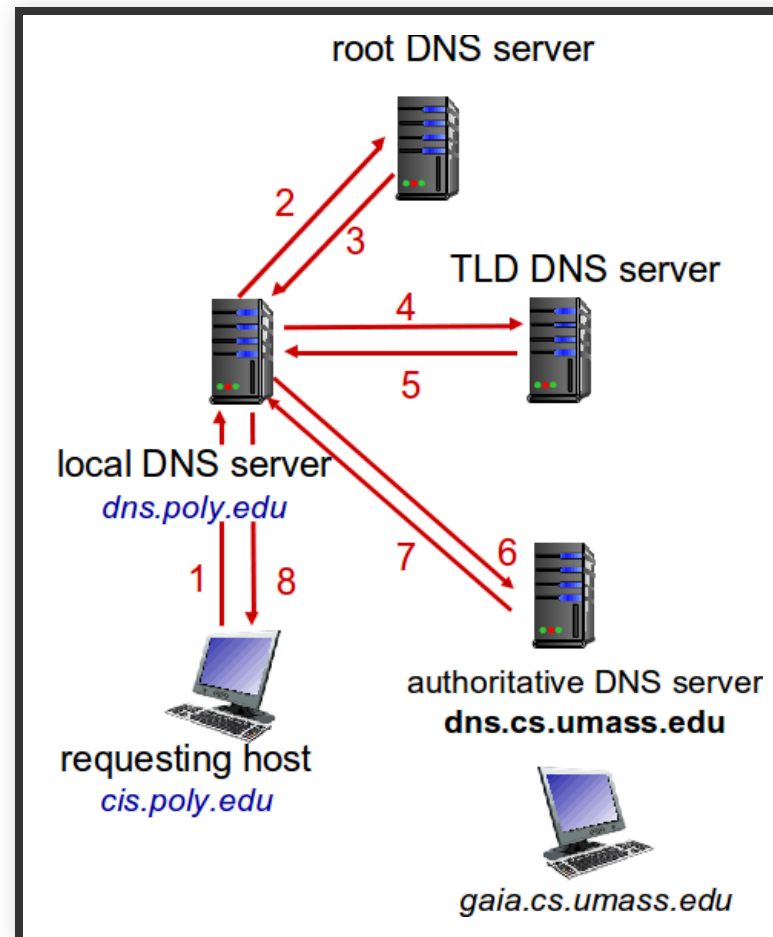 root DNS server
2
3
TLD DNS server
4
5
local DNS server
dns.poly.edu
1
8
7
6
requesting host
cis.poly.edu
authoritative DNS server
dns.cs.umass.edu
gaia.cs.umass.edu